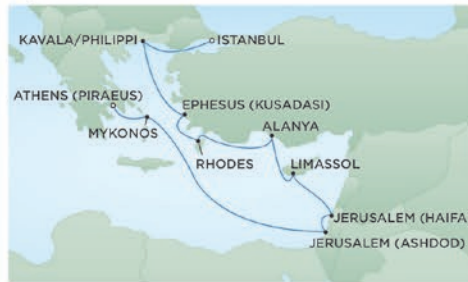 KAVALA/PHILIPPI
ISTANBUL
ATHENS (PIRAEUS)
EPHESUS (KUSADASI)
MYKONOS
ALANYA
RHODES
LIMASSOL
JERUSALEM (HAIFA
JERUSALEM (ASHDOD)